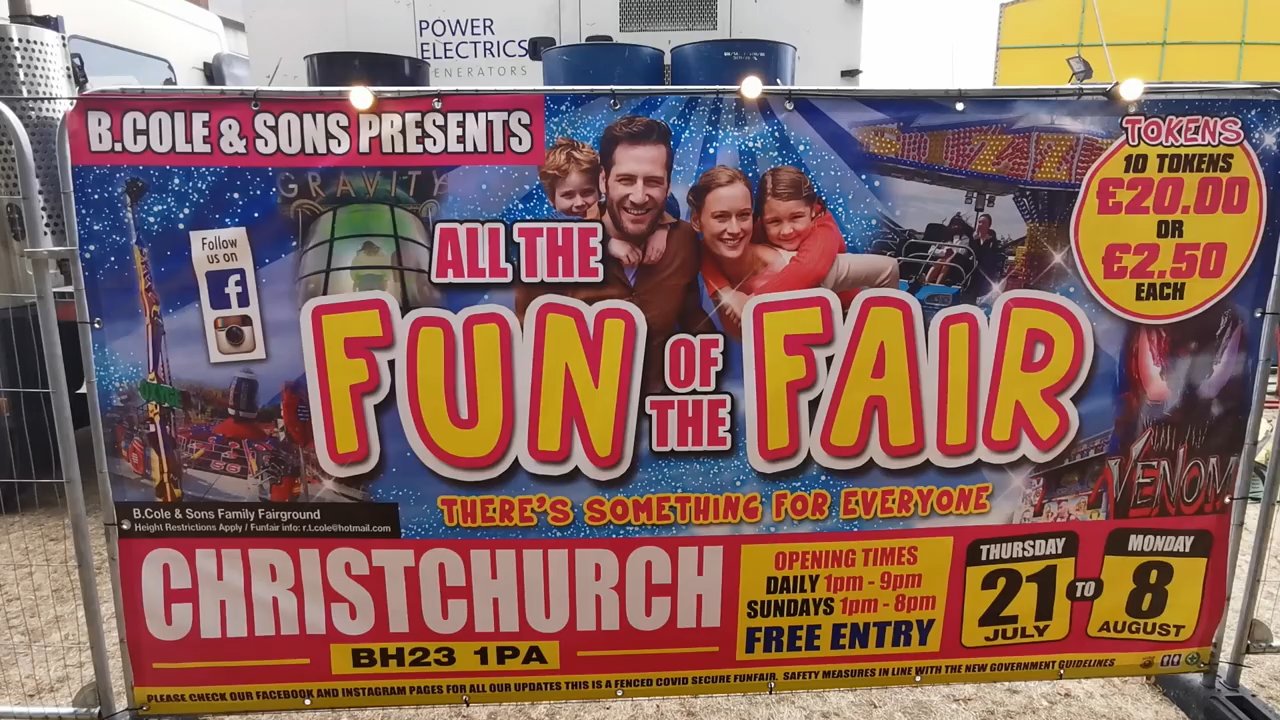 POWER
ELECTRICS
GENERATORS
B.COLE & SONS PRESENTS
TOKENS
10 TOKENS
£20.00
OR
£2.50
EACH
GRAVITY
Follow
us on
f
ALL THE
FUN OF THE FAIR
56
VENOM
THERE'S SOMETHING FOR EVERYONE
B.Cole & Sons Family Fairground
Height Restrictions Apply / Funfair info: r.t.cole@hotmail.com
CHRISTCHURCH
BH23 1PA
OPENING TIMES
DAILY 1pm - 9pm
SUNDAYS 1pm - 8pm
FREE ENTRY
THURSDAY
21
JULY
TO
MONDAY
8
AUGUST
PLEASE CHECK OUR FACEBOOK AND INSTAGRAM PAGES FOR ALL OUR UPDATES THIS IS A FENCED COVID SECURE FUNFAIR. SAFETY MEASURES IN LINE WITH THE NEW GOVERNMENT GUIDELINES